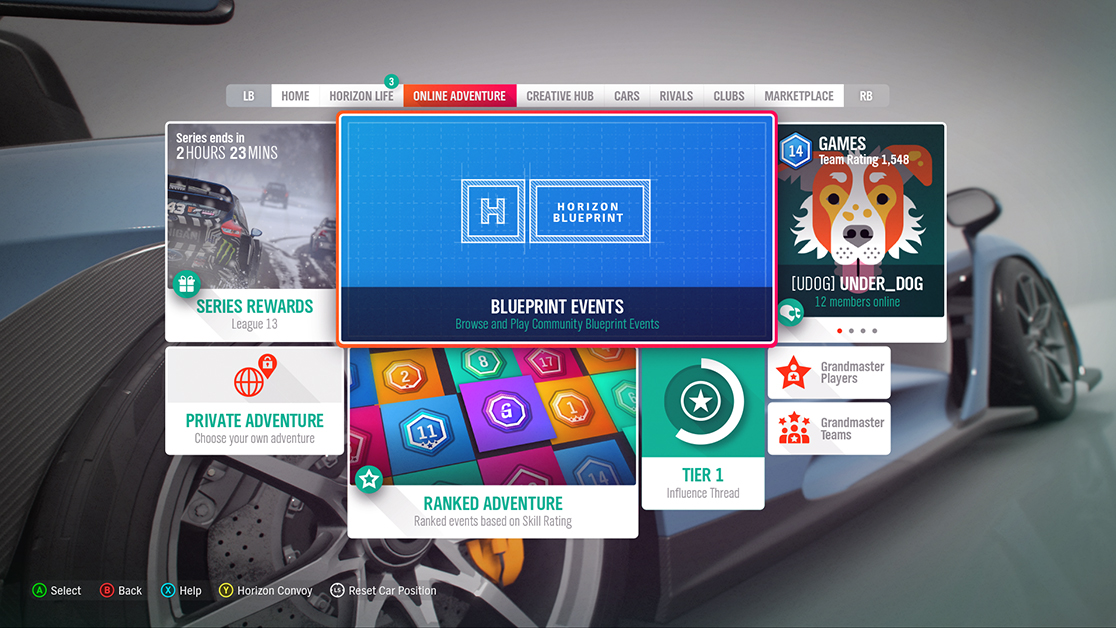 3
LB
HOME
HORIZON LIFE
ONLINE ADVENTURE
CREATIVE HUB
CARS
RIVALS
CLUBS
MARKETPLACE
RB
Series ends in
2 HOURS 23 MINS
43
SERIES REWARDS
League 13
H
HORIZON
BLUEPRINT
BLUEPRINT EVENTS
Browse and Play Community Blueprint Events
14
GAMES
Team Rating 1,548
[UDOG] UNDER_DOG
12 members online
PRIVATE ADVENTURE
Choose your own adventure
2
8
17
11
G
1
14
RANKED ADVENTURE
Ranked events based on Skill Rating
TIER 1
Influence Thread
Grandmaster
Players
Grandmaster
Teams
A Select
B Back
X Help
Y Horizon Convoy
LS Reset Car Position